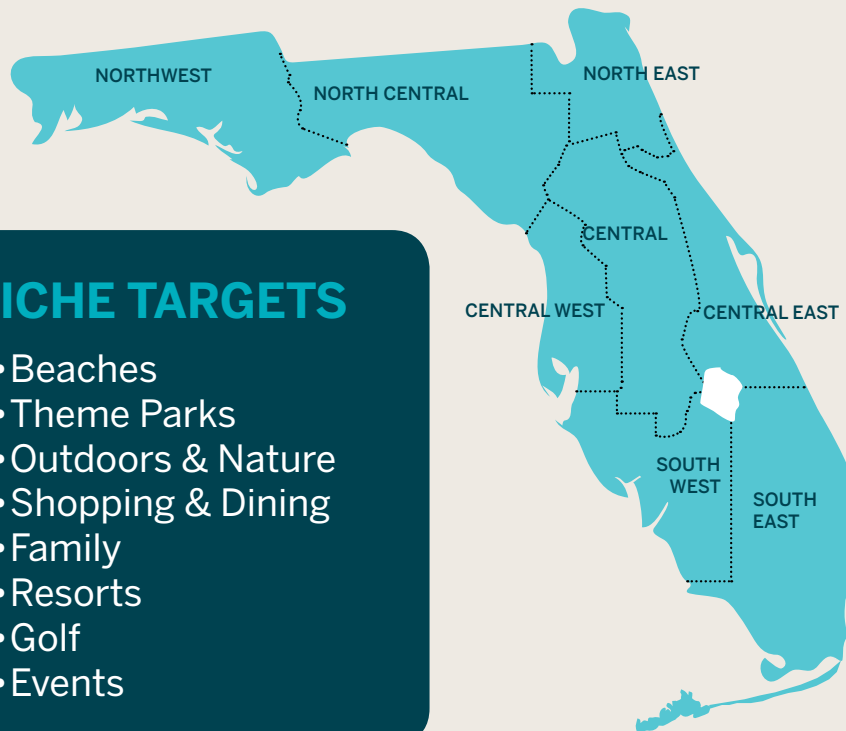 NORTHWEST
NORTH CENTRAL
NORTH EAST
CENTRAL
CENTRAL WEST
CENTRAL EAST
SOUTH
WEST
SOUTH
EAST
ICHE TARGETS
•Beaches
•Theme Parks
•Outdoors & Nature
•Shopping & Dining
•Family
•Resorts
•Golf
•Events